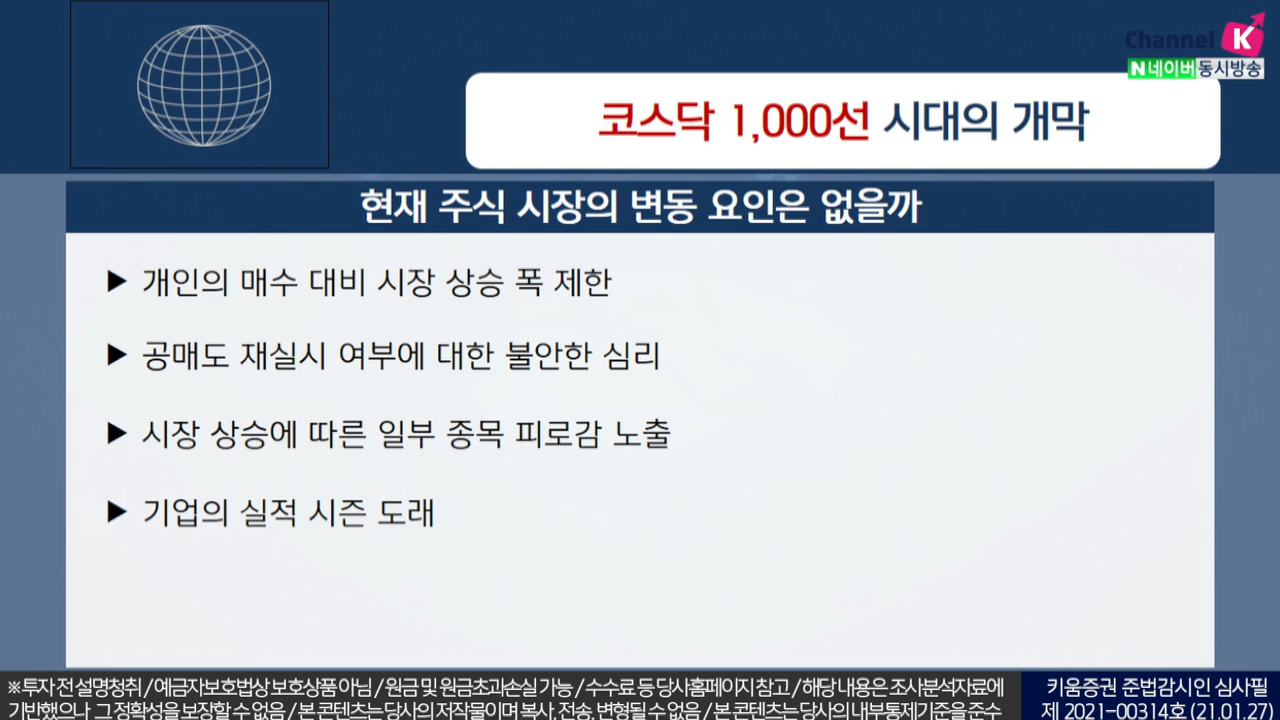 Channel K
N 네이버 동시방송
코스닥 1,000선 시대의 개막
현재 주식 시장의 변동 요인은 없을까
▶ 개인의 매수 대비 시장 상승 폭 제한
▶ 공매도 재실시 여부에 대한 불안한 심리
▶ 시장 상승에 따른 일부 종목 피로감 노출
▶ 기업의 실적 시즌 도래
※투자 전 설명청취 / 예금자보호법상 보호상품 아님 / 원금 및 원금초과손실 가능 / 수수료 등 당사홈페이지 참고 / 해당 내용은 조사분석자료에
기반했으나 그 정확성을 보장할 수 없음 / 본 콘텐츠는 당사의 저작물이며 복사, 전송, 변형될 수 없음 / 본 콘텐츠는 당사의 내부통제기준을 준수
키움증권 준법감시인 심사필
제 2021-00314호 (21.01.27)